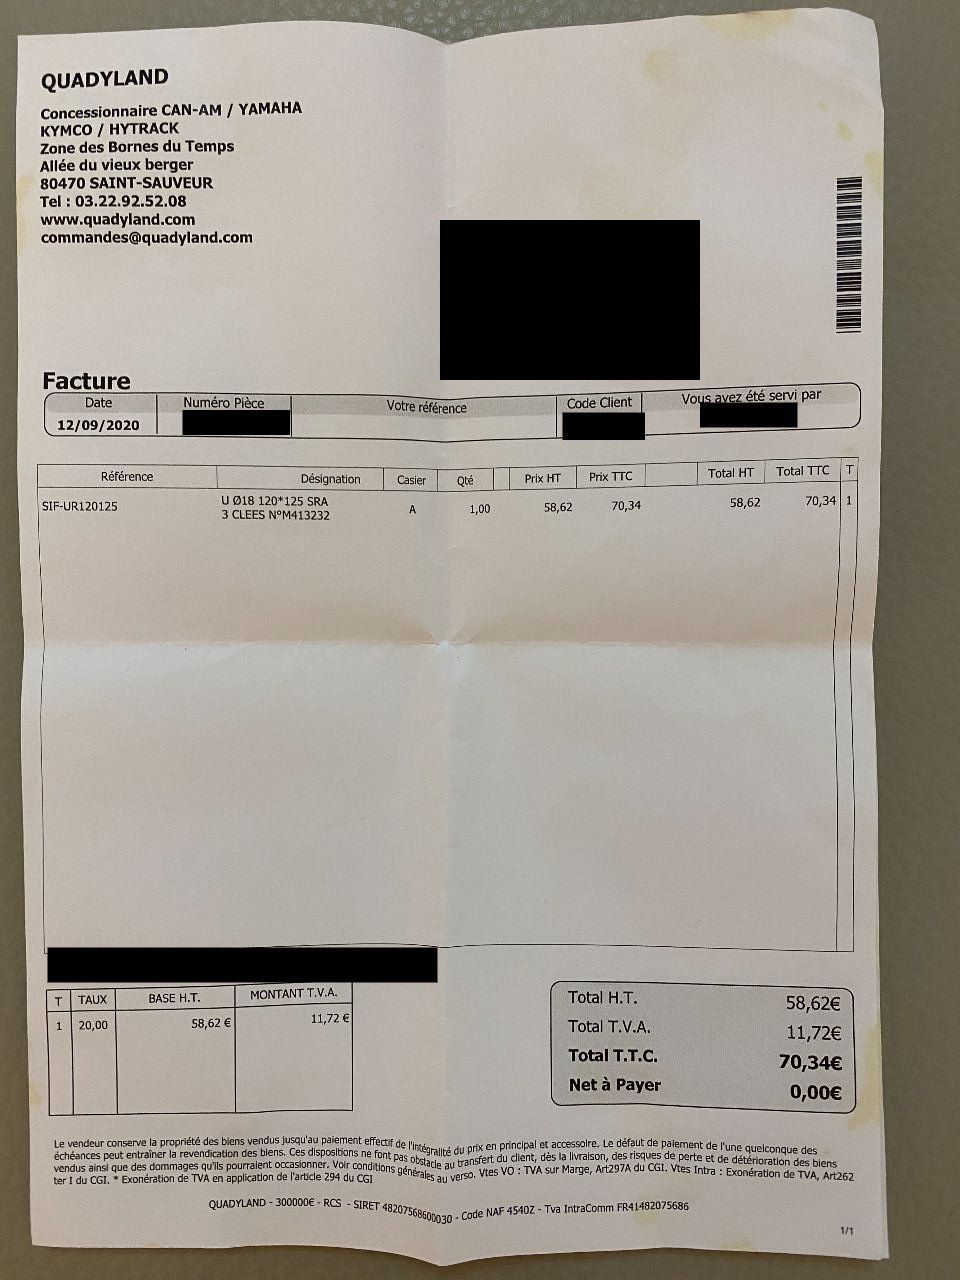 QUADYLAND
Concessionnaire CAN-AM / YAMAHA
KYMCO / HYTRACK
Zone des Bornes du Temps
Allée du vieux berger
80470 SAINT-SAUVEUR
Tel : 03.22.92.52.08
www.quadyland.com
commandes@quadyland.com
Facture
Date Numéro Pièce Votre référence Code Client Vous avez été servi par
12/09/2020
Référence Désignation Casier Qté Prix HT Prix TTC Total HT Total TTC T
SIF-UR120125 U Ø18 120*125 SRA A 1,00 58,62 70,34 58,62 70,34 1
3 CLEES N°M413232
T TAUX BASE H.T. MONTANT T.V.A.
1 20,00 58,62 € 11,72 €
Total H.T. 58,62€
Total T.V.A. 11,72€
Total T.T.C. 70,34€
Net à Payer 0,00€
Le vendeur conserve la propriété des biens vendus jusqu'au paiement effectif de l'intégralité du prix en principal et accessoire. Le défaut de paiement de l'une quelconque des
échéances peut entraîner la revendication des biens. Ces dispositions ne font pas obstacle au transfert du client, dès la livraison, des risques de perte et de détérioration des biens
vendus ainsi que des dommages qu'ils pourraient occasionner. Voir conditions générales au verso. Vtes VO : TVA sur Marge, Art297A du CGI. Vtes Intra : Exonération de TVA, Art262
ter I du CGI. * Exonération de TVA en application de l'article 294 du CGI
QUADYLAND - 300000€ - RCS - SIRET 48207568600030 - Code NAF 4540Z - Tva IntraComm FR41482075686
1/1